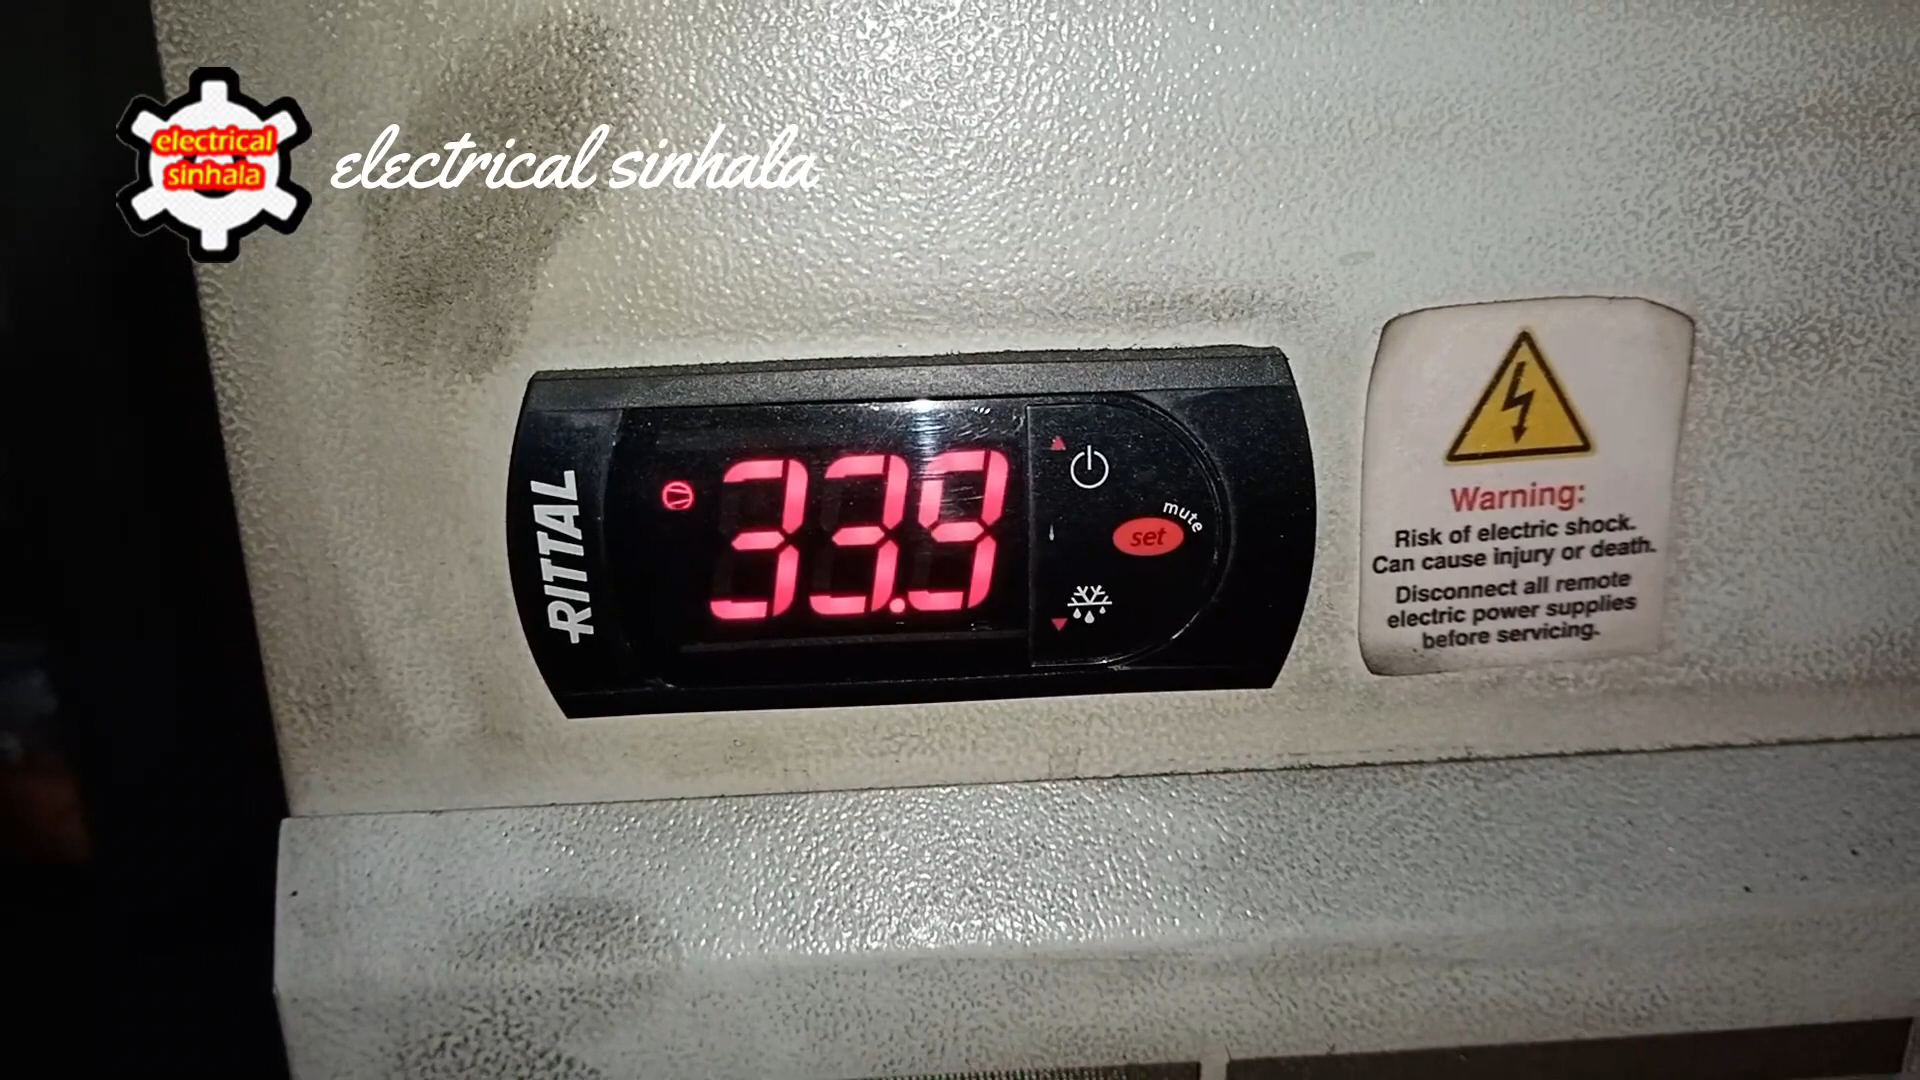 electrical
sinhala
electrical sinhala
RITTAL
33.9
mute
set
Warning:
Risk of electric shock.
Can cause injury or death.
Disconnect all remote
electric power supplies
before servicing.